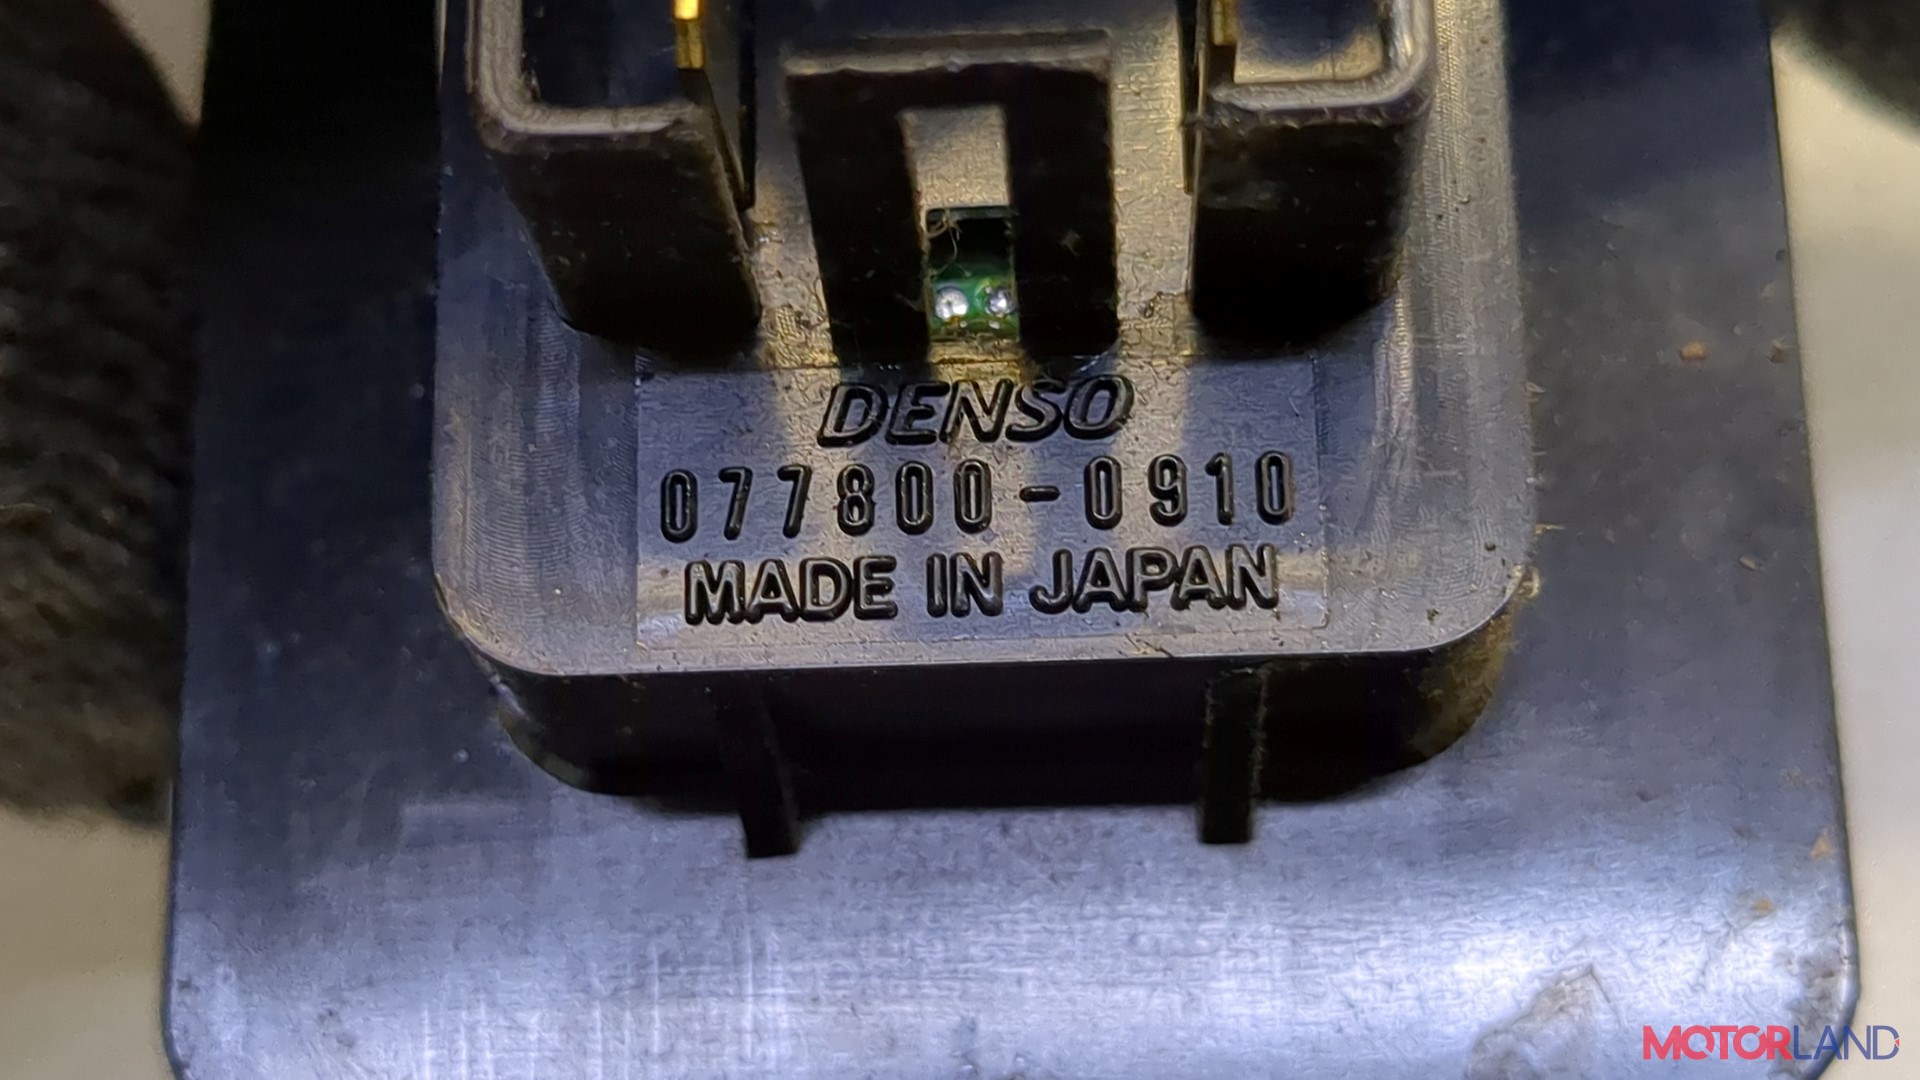 DENSO
077800-0910
MADE IN JAPAN
MOTORLAND